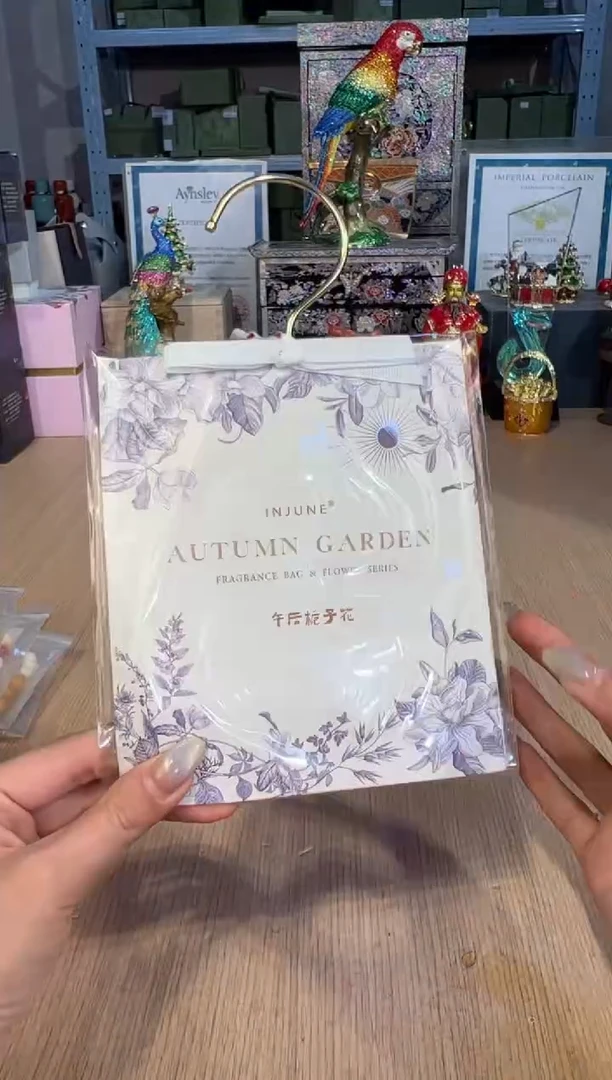 Aynsley
IMPERIAL PORCELAIN
INJUNE®
AUTUMN GARDEN
FRAGRANCE BAG & FLOWER SERIES
午后栀子花